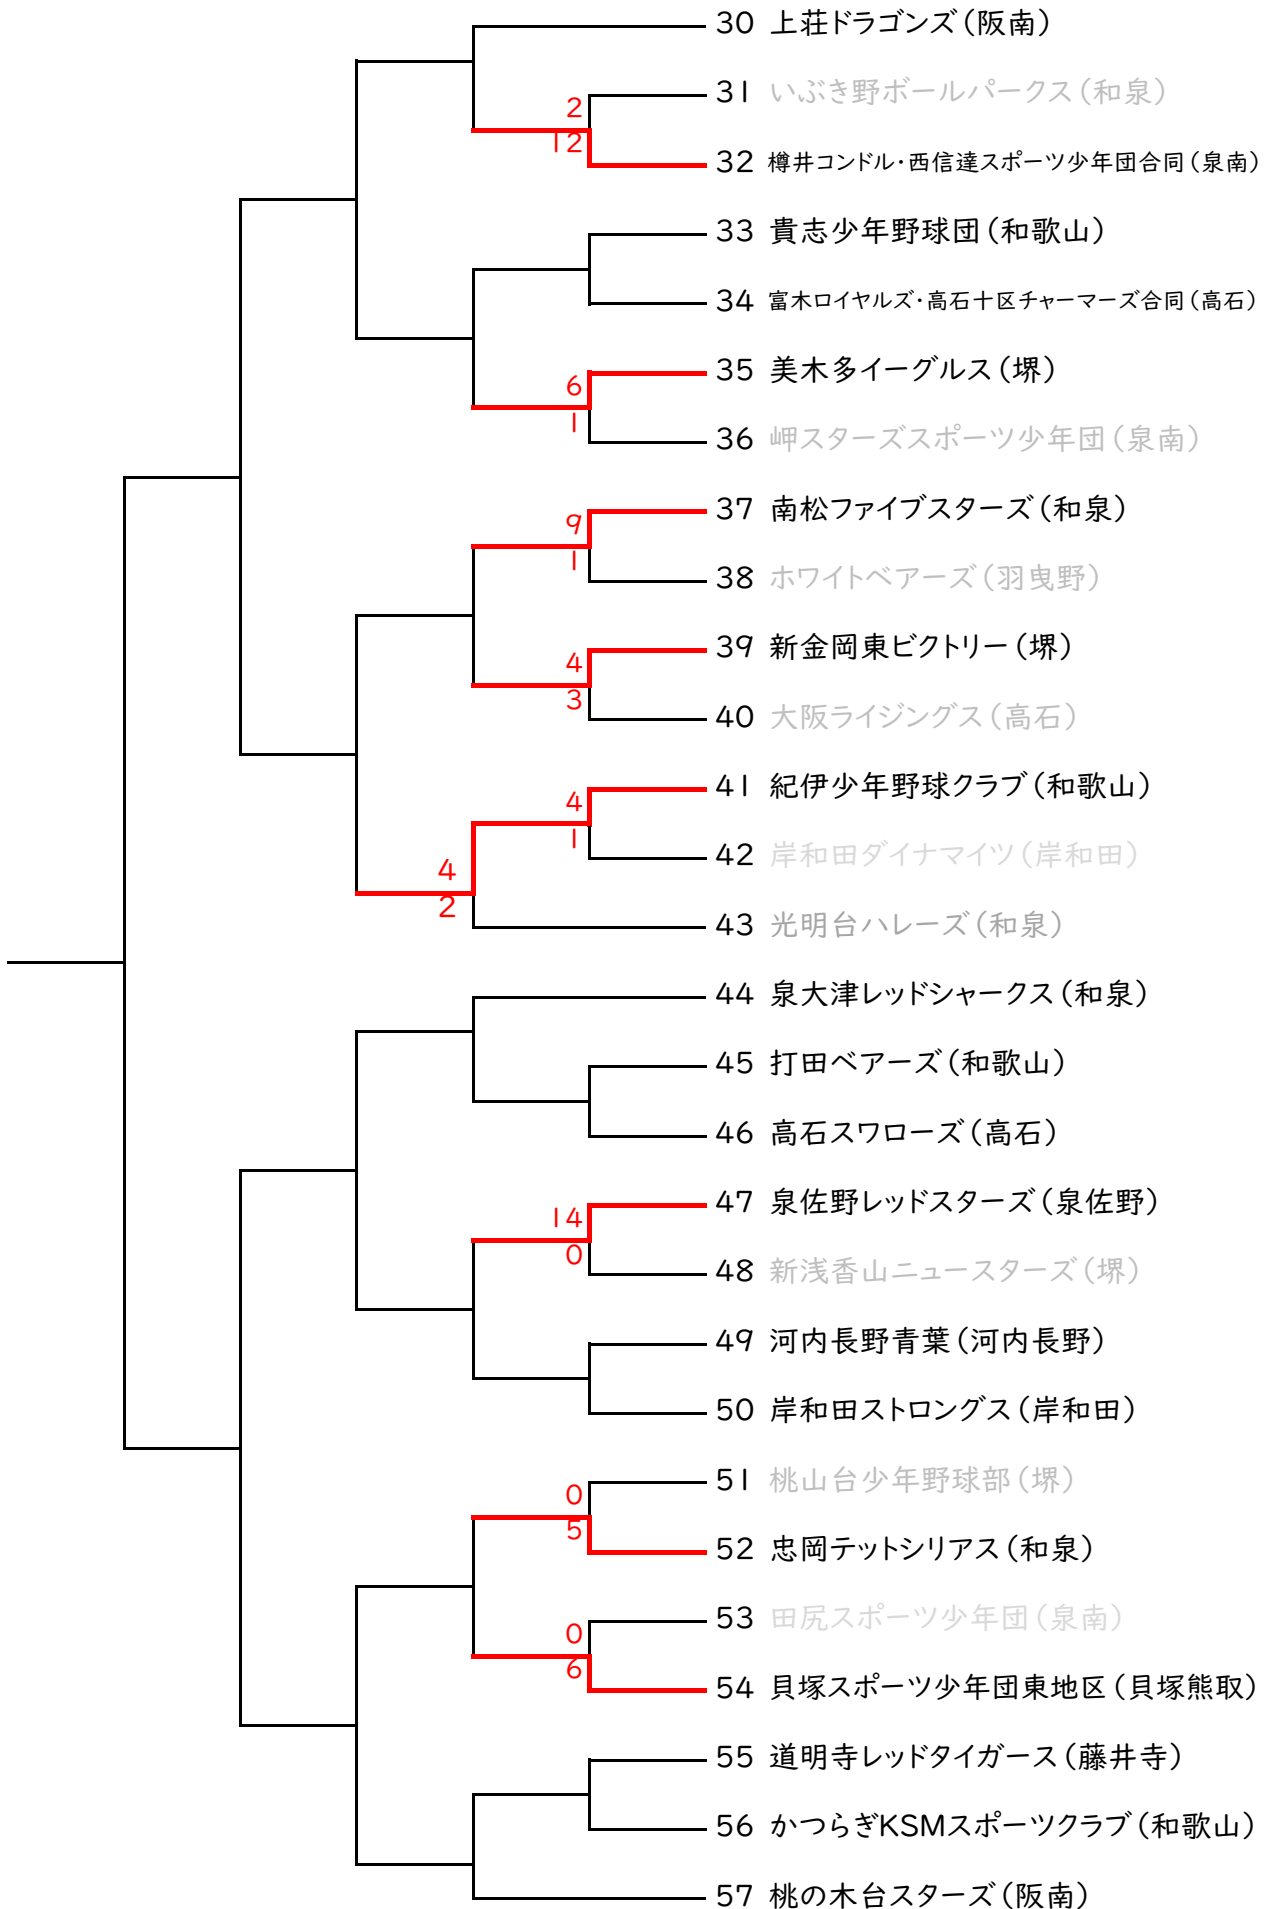 30 上荘ドラゴンズ（阪南）
31 いぶき野ボールパークス（和泉）
2
12
32 樽井コンドル・西信達スポーツ少年団合同（泉南）
33 貴志少年野球団（和歌山）
34 富木ロイヤルズ・高石十区チャーマーズ合同（高石）
35 美木多イーグルス（堺）
6
1
36 岬スターズスポーツ少年団（泉南）
37 南松ファイブスターズ（和泉）
9
1
38 ホワイトベアーズ（羽曳野）
39 新金岡東ビクトリー（堺）
4
3
40 大阪ライジングス（高石）
41 紀伊少年野球クラブ（和歌山）
4
1
42 岸和田ダイナマイツ（岸和田）
4
2
43 光明台ハレーズ（和泉）
44 泉大津レッドシャークス（和泉）
45 打田ベアーズ（和歌山）
46 高石スワローズ（高石）
47 泉佐野レッドスターズ（泉佐野）
14
0
48 新浅香山ニュースターズ（堺）
49 河内長野青葉（河内長野）
50 岸和田ストロングス（岸和田）
51 桃山台少年野球部（堺）
0
5
52 忠岡テットシリアス（和泉）
53 田尻スポーツ少年団（泉南）
0
6
54 貝塚スポーツ少年団東地区（貝塚熊取）
55 道明寺レッドタイガース（藤井寺）
56 かつらぎKSMスポーツクラブ（和歌山）
57 桃の木台スターズ（阪南）